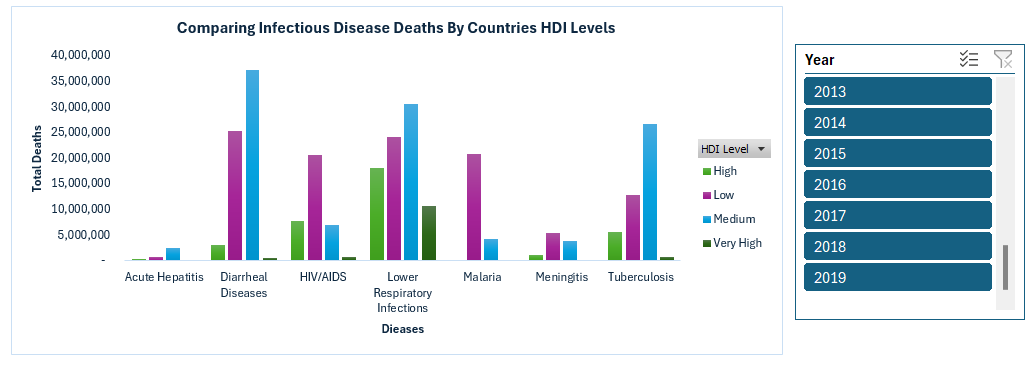 Comparing Infectious Disease Deaths By Countries HDI Levels
Total Deaths
40,000,000
35,000,000
30,000,000
25,000,000
20,000,000
15,000,000
10,000,000
5,000,000
-
Acute Hepatitis
Diarrheal
Diseases
HIV/AIDS
Lower
Respiratory
Infections
Malaria
Meningitis
Tuberculosis
Dieases
HDI Level
High
Low
Medium
Very High
Year
2013
2014
2015
2016
2017
2018
2019